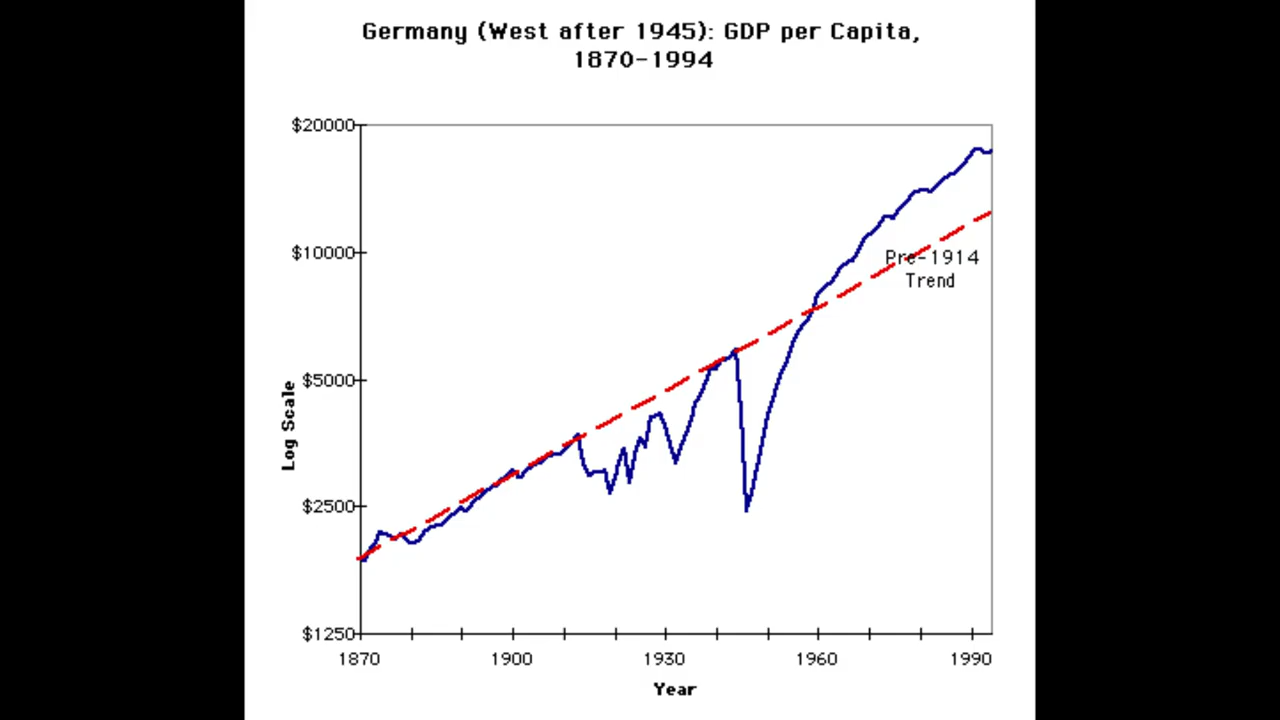 Germany (West after 1945): GDP per Capita,
1870-1994
$20000
$10000
Pre-1914
Trend
$5000
Log Scale
$2500
$1250
1870 1900 1930 1960 1990
Year